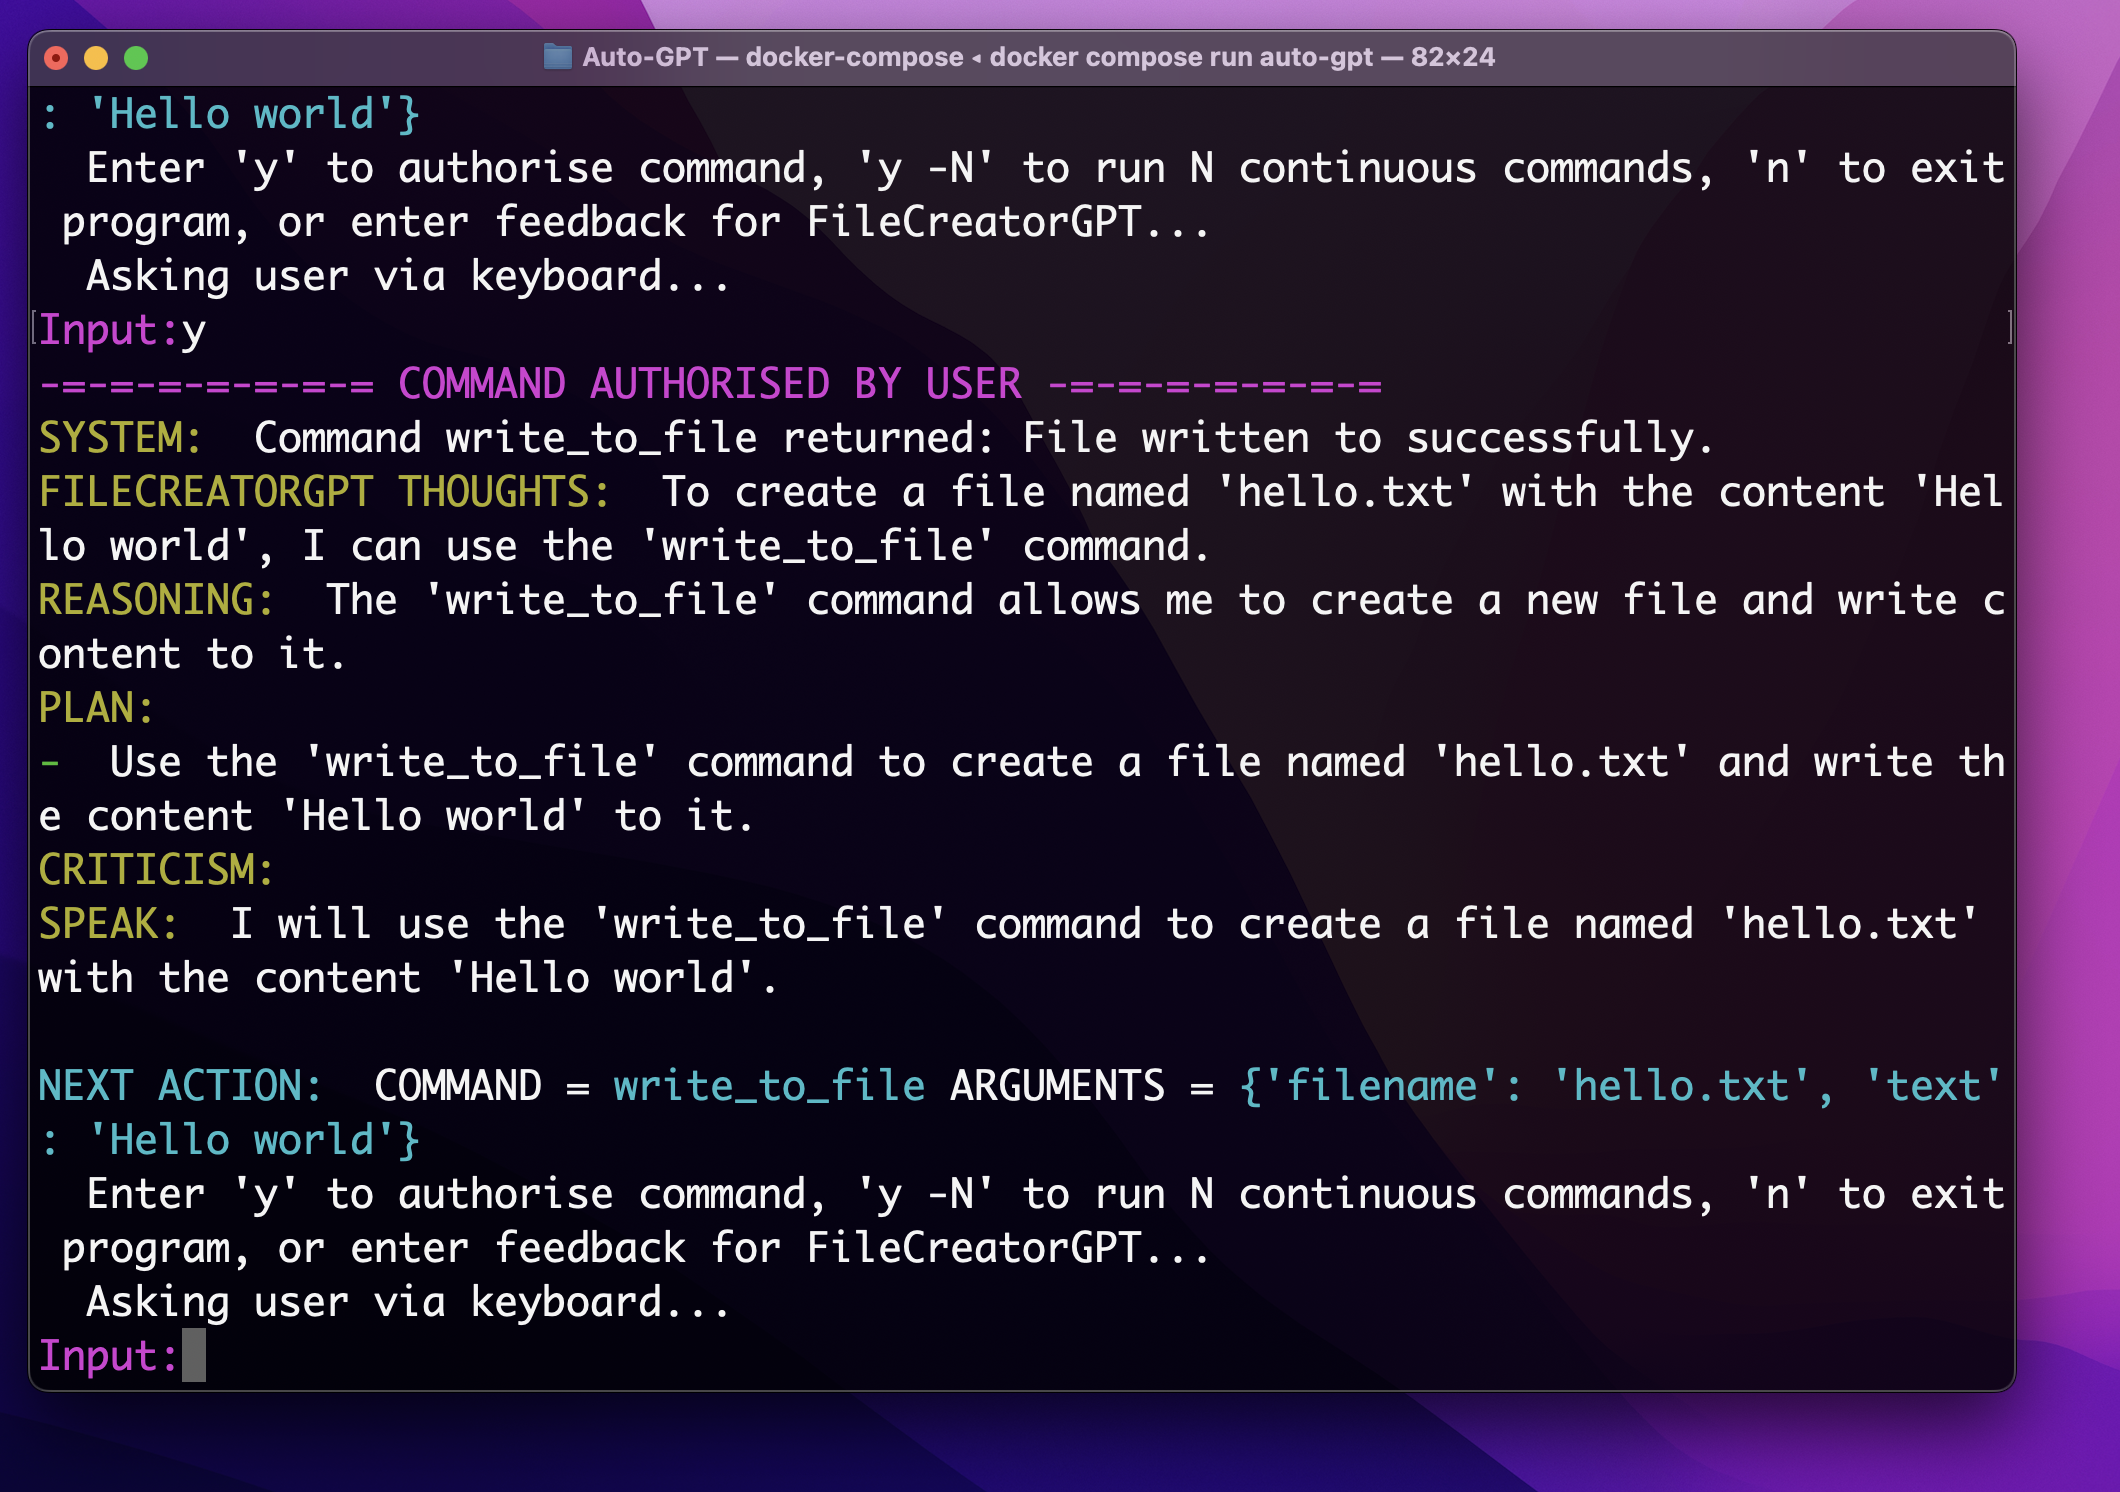 Auto-GPT — docker-compose ◂ docker compose run auto-gpt — 82×24
: 'Hello world'}
  Enter 'y' to authorise command, 'y -N' to run N continuous commands, 'n' to exit
 program, or enter feedback for FileCreatorGPT...
  Asking user via keyboard...
Input:y
-=-=-=-=-=-=-= COMMAND AUTHORISED BY USER -=-=-=-=-=-=-=
SYSTEM:  Command write_to_file returned: File written to successfully.
FILECREATORGPT THOUGHTS:  To create a file named 'hello.txt' with the content 'Hel
lo world', I can use the 'write_to_file' command.
REASONING:  The 'write_to_file' command allows me to create a new file and write c
ontent to it.
PLAN:
-  Use the 'write_to_file' command to create a file named 'hello.txt' and write th
e content 'Hello world' to it.
CRITICISM:
SPEAK:  I will use the 'write_to_file' command to create a file named 'hello.txt'
with the content 'Hello world'.
NEXT ACTION:  COMMAND = write_to_file ARGUMENTS = {'filename': 'hello.txt', 'text'
: 'Hello world'}
  Enter 'y' to authorise command, 'y -N' to run N continuous commands, 'n' to exit
 program, or enter feedback for FileCreatorGPT...
  Asking user via keyboard...
Input: